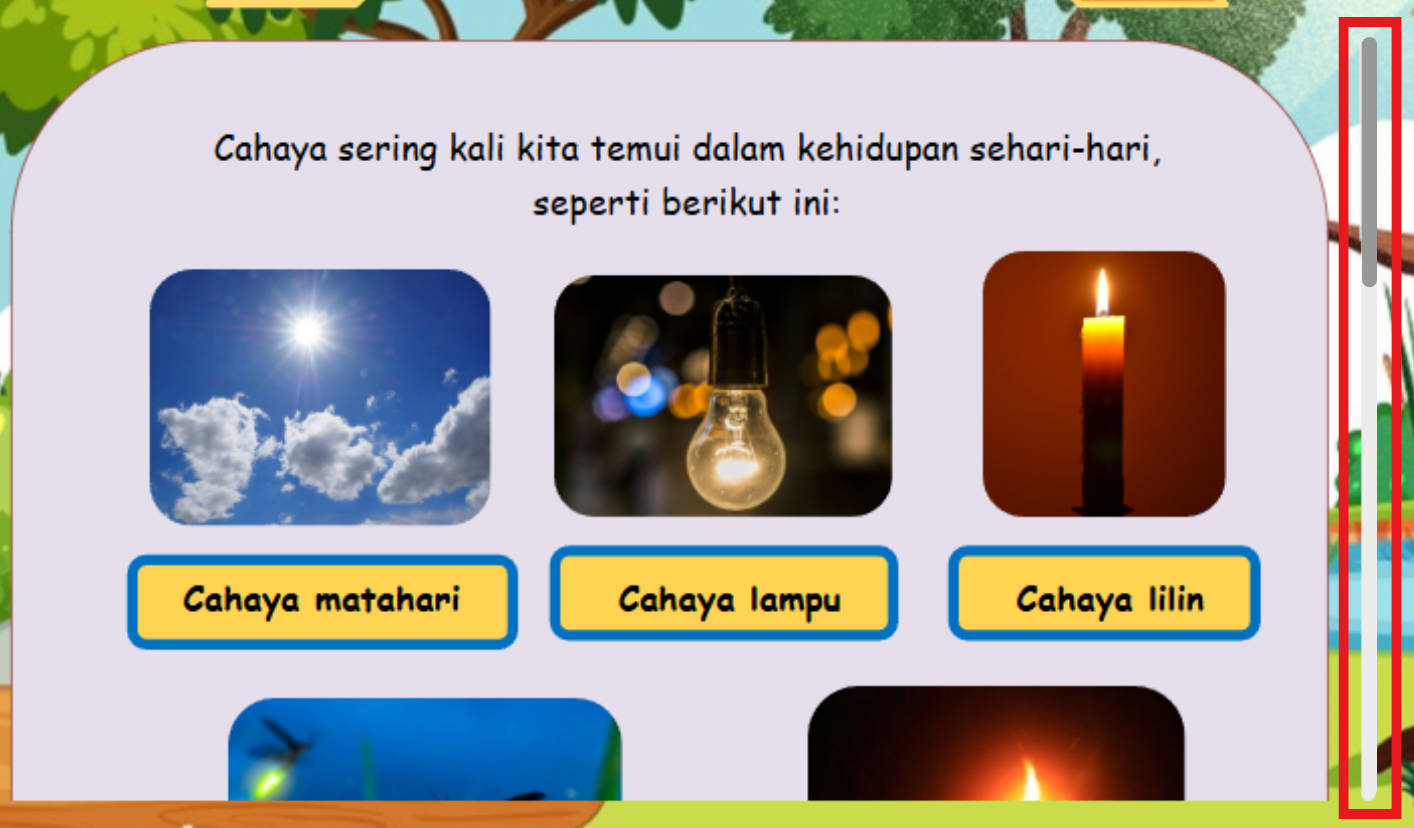 Cahaya sering kali kita temui dalam kehidupan sehari-hari,
seperti berikut ini:
Cahaya matahari
Cahaya lampu
Cahaya lilin